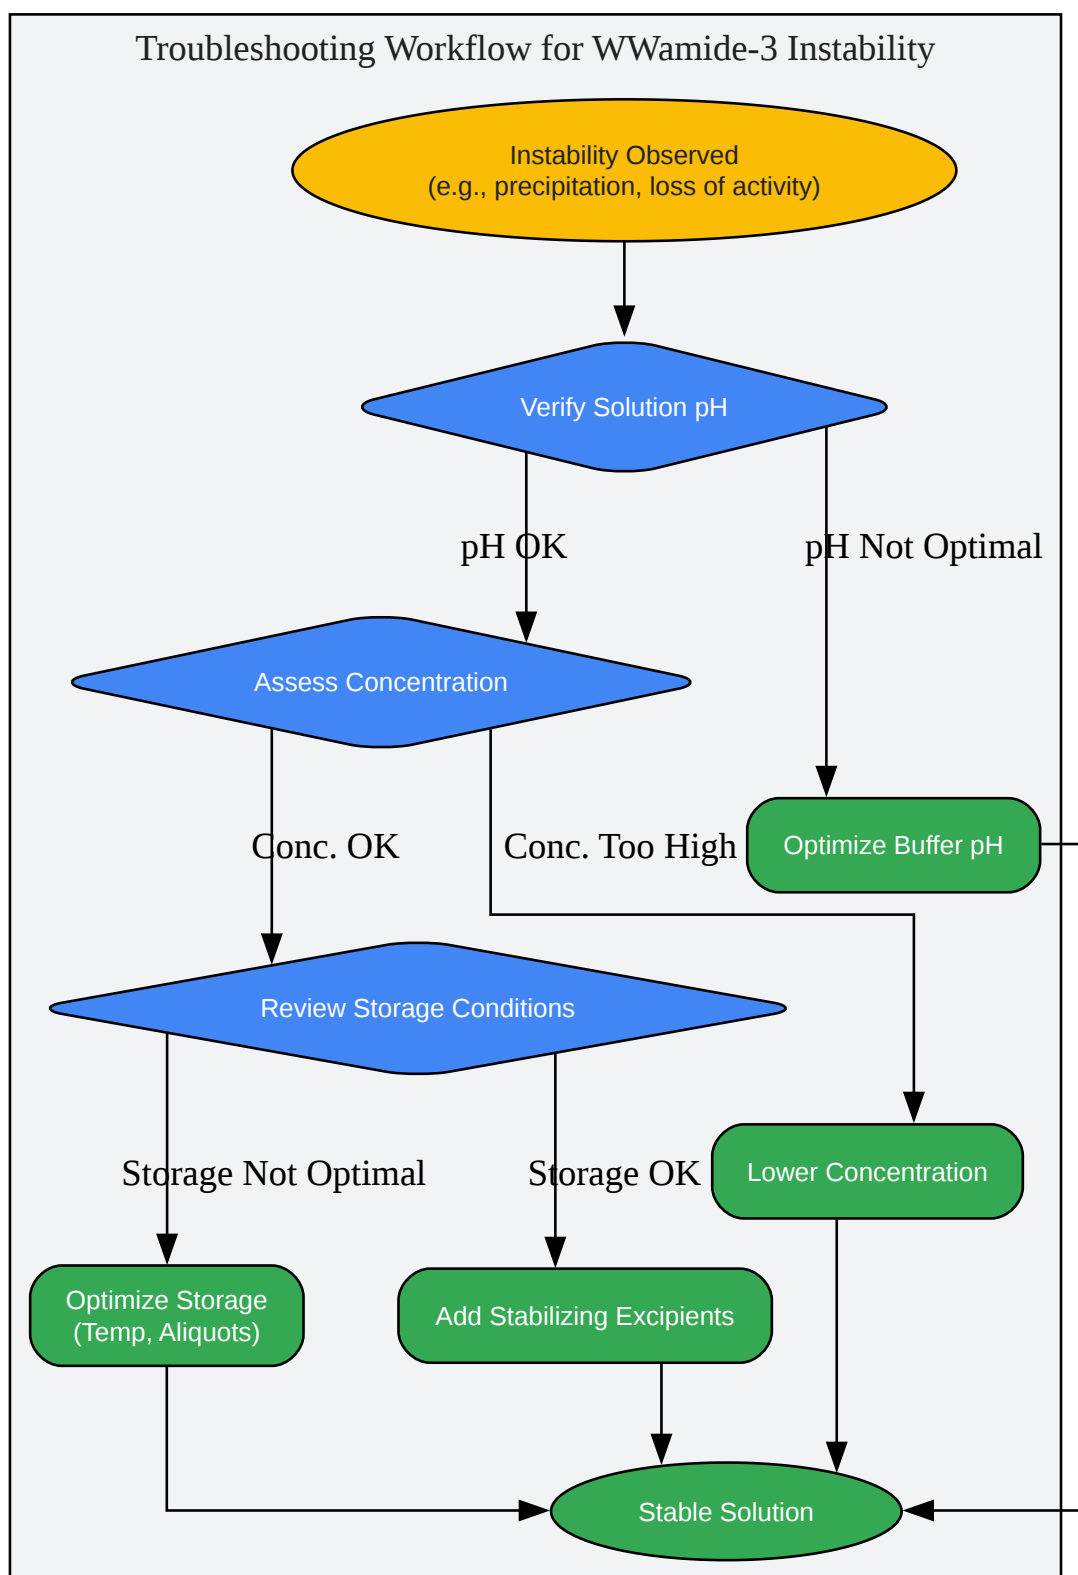 Troubleshooting Workflow for WWamide-3 Instability
Instability Observed
(e.g., precipitation, loss of activity)
Verify Solution pH
pH OK
pH Not Optimal
Assess Concentration
Conc. OK
Conc. Too High
Optimize Buffer pH
Review Storage Conditions
Storage Not Optimal
Storage OK
Lower Concentration
Optimize Storage
(Temp, Aliquots)
Add Stabilizing Excipients
Stable Solution